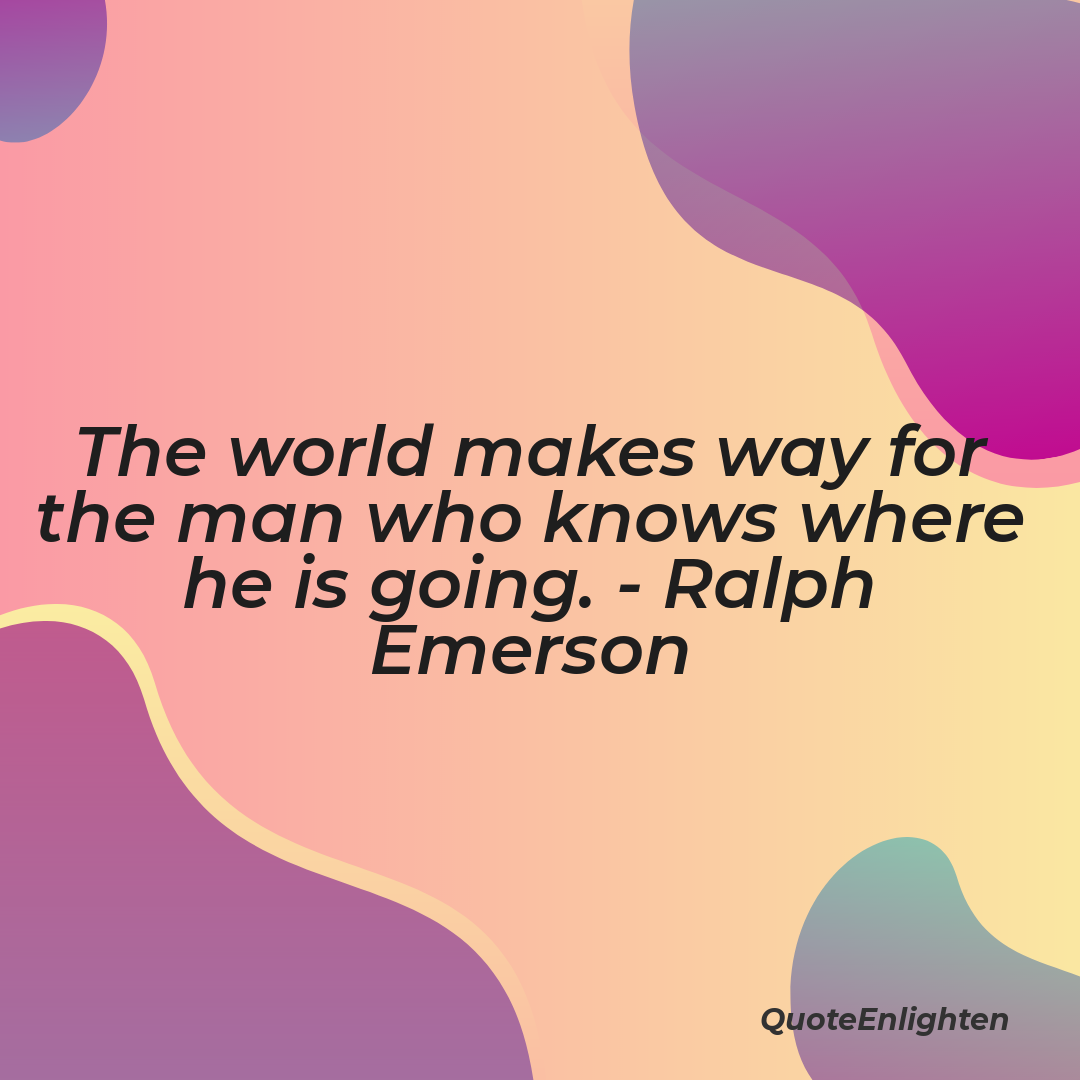 The world makes way for
the man who knows where
he is going. - Ralph
Emerson
QuoteEnlighten